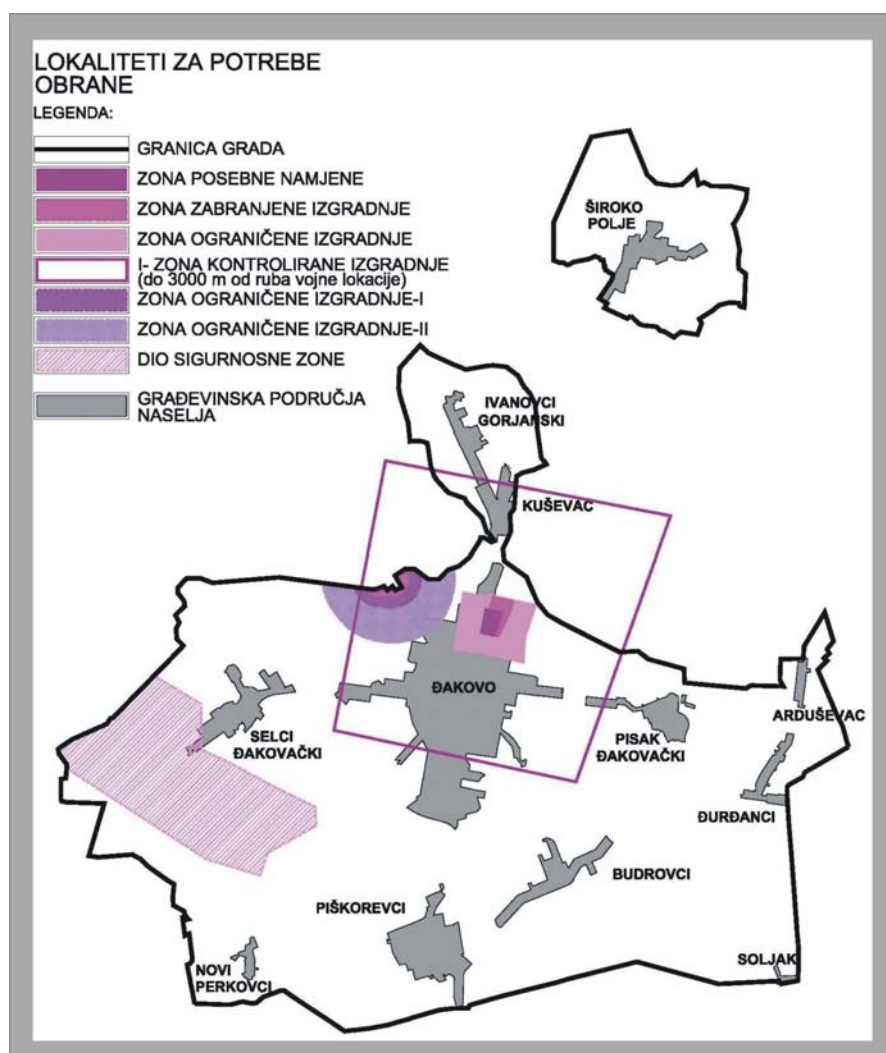 LOKALITETI ZA POTREBE
OBRANE
LEGENDA:
GRANICA GRADA
ZONA POSEBNE NAMJENE
ZONA ZABRANJENE IZGRADNJE
ZONA OGRANIČENE IZGRADNJE
I- ZONA KONTROLIRANE IZGRADNJE
(do 3000 m od ruba vojne lokacije)
ZONA OGRANIČENE IZGRADNJE-I
ZONA OGRANIČENE IZGRADNJE-II
DIO SIGURNOSNE ZONE
GRAĐEVINSKA PODRUČJA
NASELJA
ŠIROKO
POLJE
IVANOVCI
GORJANSKI
KUŠEVAC
ĐAKOVO
SELCI
ĐAKOVAČKI
PISAK
ĐAKOVAČKI
ARDUŠEVAC
ĐURĐANCI
BUDROVCI
PIŠKOREVCI
NOVI
PERKOVCI
SOLJAK